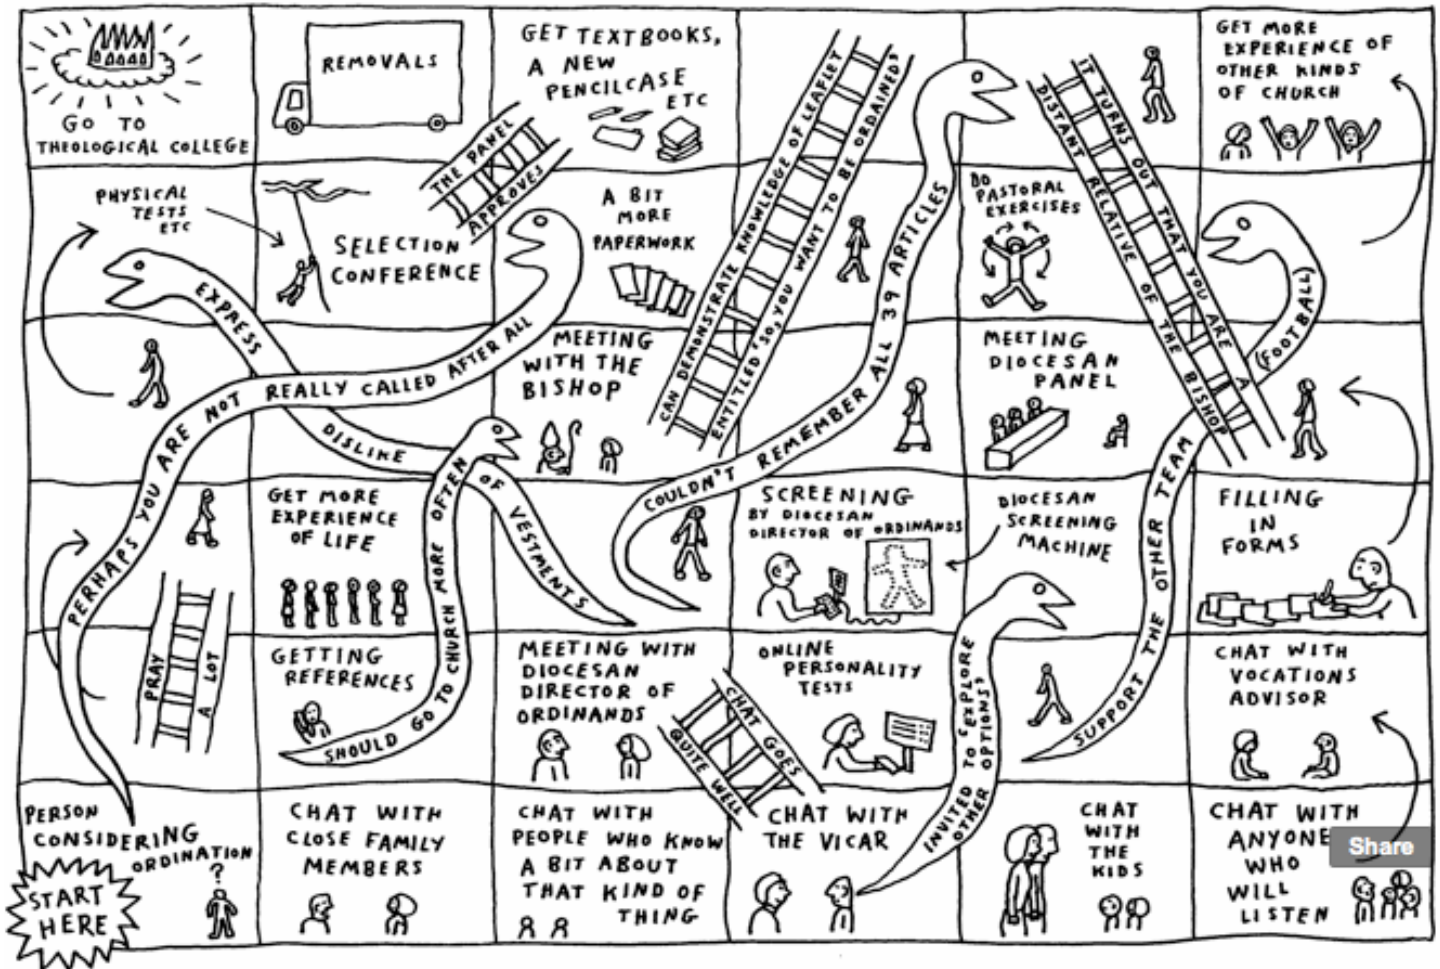 GO TO
THEOLOGICAL COLLEGE
REMOVALS
GET TEXTBOOKS,
A NEW
PENCILCASE
ETC
GET MORE
EXPERIENCE OF
OTHER KINDS
OF CHURCH
THE PANEL
APPROVES
CAN DEMONSTRATE KNOWLEDGE OF LEAFLET
ENTITLED 'SO, YOU WANT TO BE ORDAINED'
IT TURNS OUT THAT YOU ARE A
DISTANT RELATIVE OF THE BISHOP
PHYSICAL
TESTS
ETC
SELECTION
CONFERENCE
A BIT
MORE
PAPERWORK
DO
PASTORAL
EXERCISES
EXPRESS DISLIKE OF VESTMENTS
PERHAPS YOU ARE NOT REALLY CALLED AFTER ALL
COULDN'T REMEMBER ALL 39 ARTICLES
SUPPORT THE OTHER TEAM (FOOTBALL)
MEETING
WITH THE
BISHOP
MEETING
DIOCESAN
PANEL
GET MORE
EXPERIENCE
OF LIFE
SCREENING
BY DIOCESAN
DIRECTOR OF ORDINANDS
DIOCESAN
SCREENING
MACHINE
FILLING
IN
FORMS
PRAY
A LOT
GETTING
REFERENCES
SHOULD GO TO CHURCH MORE OFTEN
MEETING WITH
DIOCESAN
DIRECTOR OF
ORDINANDS
CHAT GOES
QUITE WELL
ONLINE
PERSONALITY
TESTS
INVITED TO 'EXPLORE
OTHER OPTIONS'
CHAT WITH
VOCATIONS
ADVISOR
PERSON
CONSIDERING
ORDINATION
?
START
HERE
CHAT WITH
CLOSE FAMILY
MEMBERS
CHAT WITH
PEOPLE WHO KNOW
A BIT ABOUT
THAT KIND OF
THING
CHAT WITH
THE VICAR
CHAT
WITH
THE
KIDS
CHAT WITH
ANYONE
WHO
WILL
LISTEN
Share